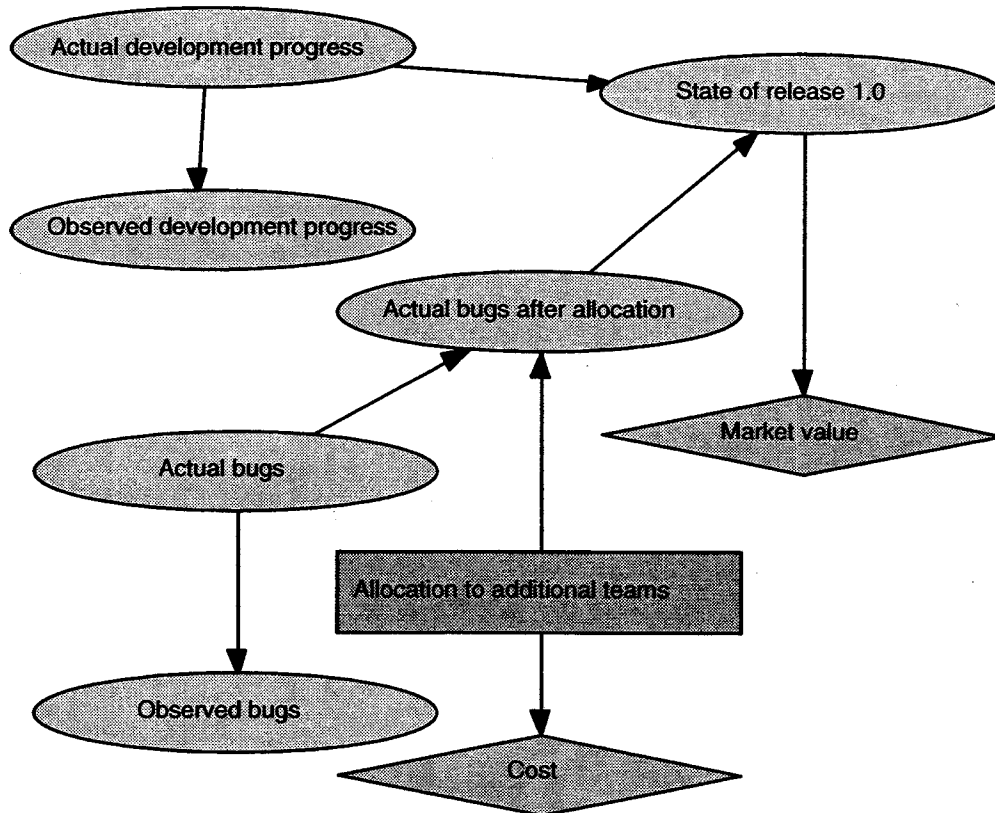 Actual development progress
State of release 1.0
Observed development progress
Actual bugs after allocation
Market value
Actual bugs
Allocation to additional teams
Observed bugs
Cost